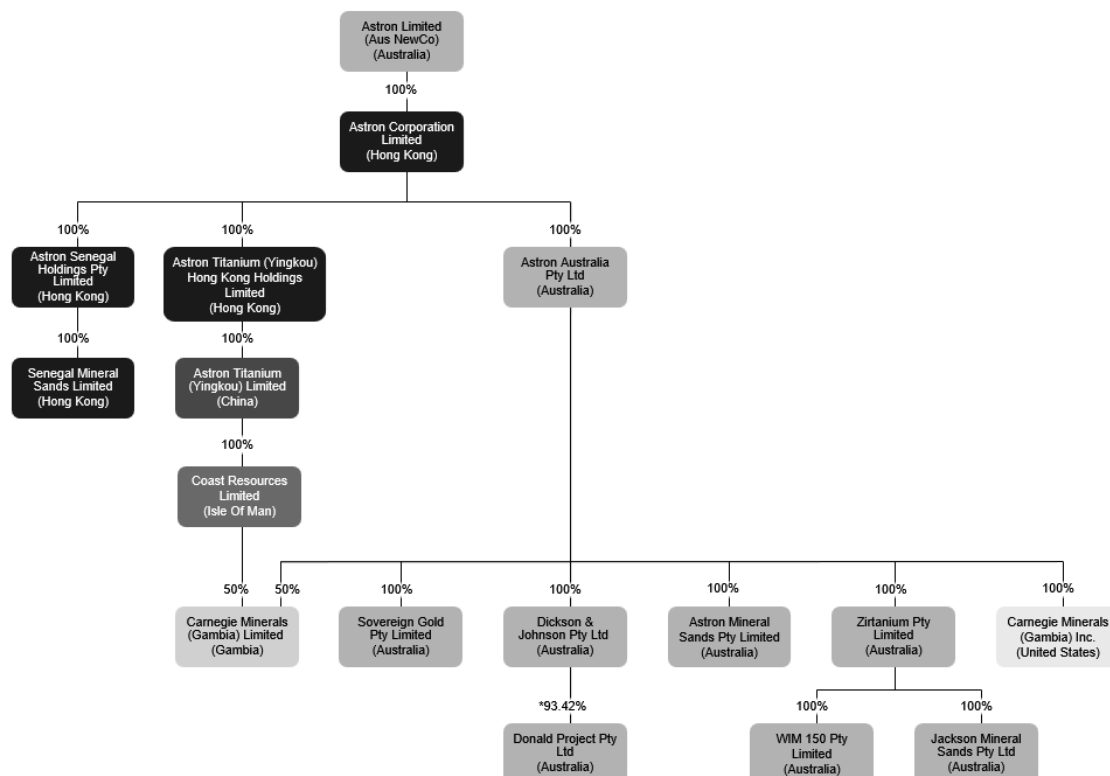 Astron Limited
(Aus NewCo)
(Australia)
100%
Astron Corporation
Limited
(Hong Kong)
100%
100%
100%
Astron Senegal
Holdings Pty
Limited
(Hong Kong)
Astron Titanium (Yingkou)
Hong Kong Holdings
Limited
(Hong Kong)
Astron Australia
Pty Ltd
(Australia)
100%
100%
Senegal Mineral
Sands Limited
(Hong Kong)
Astron Titanium
(Yingkou) Limited
(China)
100%
Coast Resources
Limited
(Isle Of Man)
50%
50%
100%
100%
100%
100%
100%
Carnegie Minerals
(Gambia) Limited
(Gambia)
Sovereign Gold
Pty Limited
(Australia)
Dickson &
Johnson Pty Ltd
(Australia)
Astron Mineral
Sands Pty Limited
(Australia)
Zirtanium Pty
Limited
(Australia)
Carnegie Minerals
(Gambia) Inc.
(United States)
*93.42%
100%
100%
Donald Project Pty
Ltd
(Australia)
WIM 150 Pty
Limited
(Australia)
Jackson Mineral
Sands Pty Ltd
(Australia)